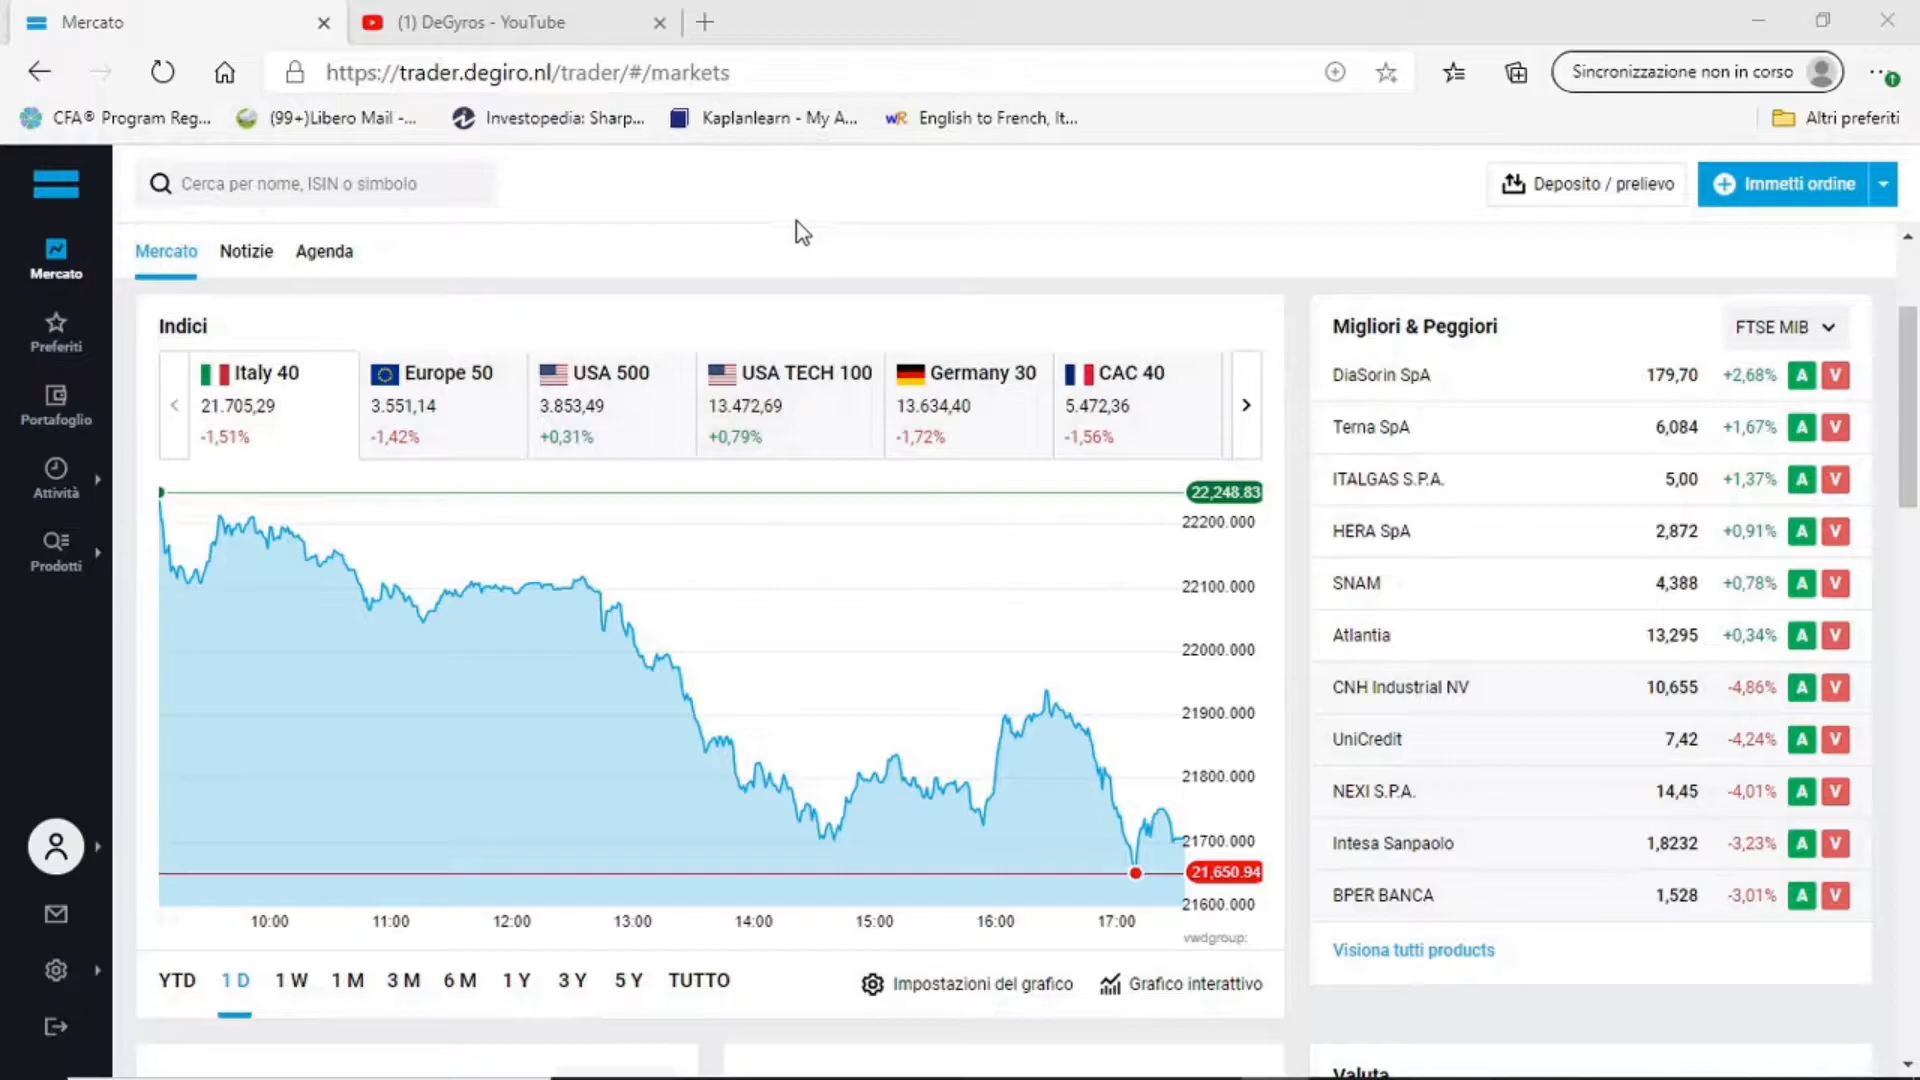 Mercato
(1) DeGyros - YouTube
https://trader.degiro.nl/trader/#/markets
Sincronizzazione non in corso
CFA® Program Reg...
(99+)Libero Mail -...
Investopedia: Sharp...
Kaplanlearn - My A...
English to French, It...
Altri preferiti
Cerca per nome, ISIN o simbolo
Deposito / prelievo
Immetti ordine
Mercato
Preferiti
Portafoglio
Attività
Prodotti
Mercato Notizie Agenda
Indici
Italy 40
21.705,29
-1,51%
Europe 50
3.551,14
-1,42%
USA 500
3.853,49
+0,31%
USA TECH 100
13.472,69
+0,79%
Germany 30
13.634,40
-1,72%
CAC 40
5.472,36
-1,56%
22,248.83
22200.000
22100.000
22000.000
21900.000
21800.000
21700.000
21,650.94
21600.000
10:00 11:00 12:00 13:00 14:00 15:00 16:00 17:00
vwdgroup:
YTD 1 D 1 W 1 M 3 M 6 M 1 Y 3 Y 5 Y TUTTO
Impostazioni del grafico
Grafico interattivo
Migliori & Peggiori
FTSE MIB
DiaSorin SpA 179,70 +2,68% A V
Terna SpA 6,084 +1,67% A V
ITALGAS S.P.A. 5,00 +1,37% A V
HERA SpA 2,872 +0,91% A V
SNAM 4,388 +0,78% A V
Atlantia 13,295 +0,34% A V
CNH Industrial NV 10,655 -4,86% A V
UniCredit 7,42 -4,24% A V
NEXI S.P.A. 14,45 -4,01% A V
Intesa Sanpaolo 1,8232 -3,23% A V
BPER BANCA 1,528 -3,01% A V
Visiona tutti products
Valuta